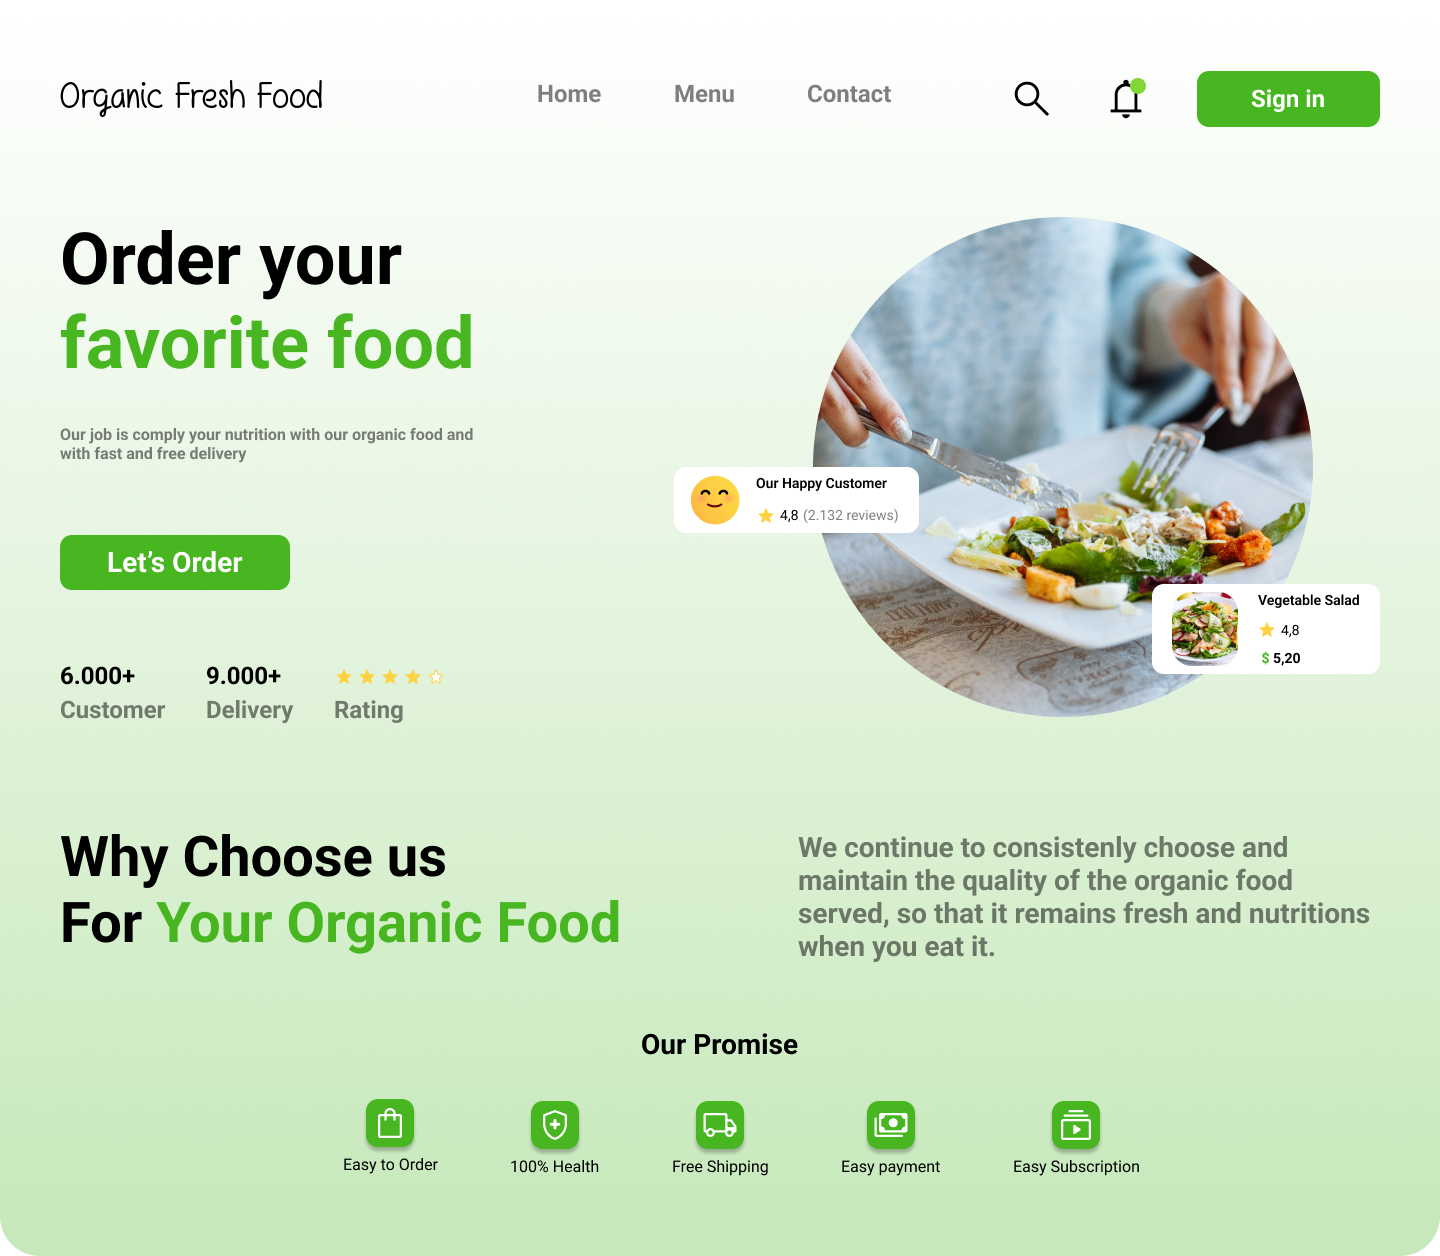 Organic Fresh Food
Home
Menu
Contact
Sign in
Order your
favorite food
Our job is comply your nutrition with our organic food and
with fast and free delivery
Let’s Order
6.000+
Customer
9.000+
Delivery
Rating
Our Happy Customer
4,8 (2.132 reviews)
Vegetable Salad
4,8
$ 5,20
Why Choose us
For Your Organic Food
We continue to consistenly choose and
maintain the quality of the organic food
served, so that it remains fresh and nutritions
when you eat it.
Our Promise
Easy to Order
100% Health
Free Shipping
Easy payment
Easy Subscription